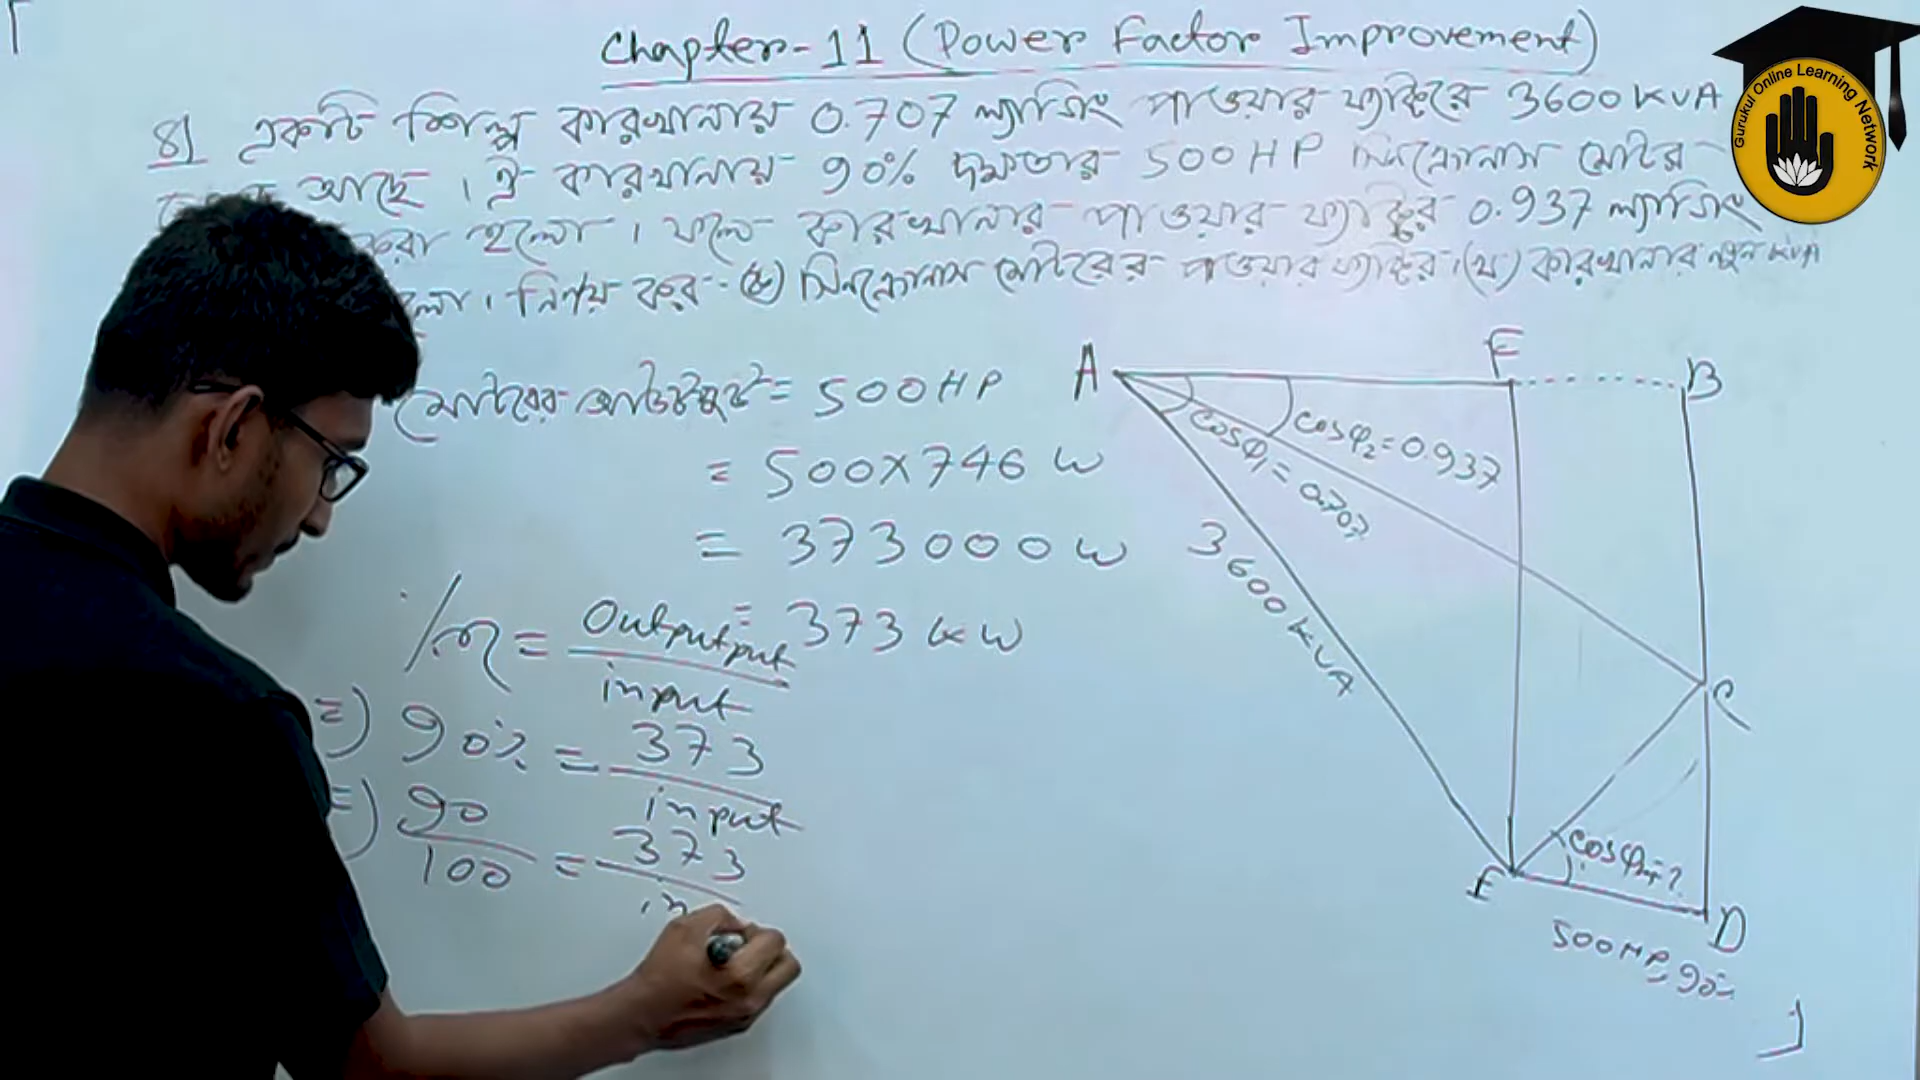 Chapter-11 (Power Factor Improvement)
8) একটি শিল্প কারখানায় 0.707 ল্যাগিং পাওয়ার ফ্যাক্টরে 3600 KVA
আছে। ঐ কারখানায় 90% দক্ষতার 500 HP সিনক্রোনাস মোটর
করা হলো। ফলে কারখানার পাওয়ার ফ্যাক্টর 0.937 ল্যাগিং
নির্ণয় কর- (ক) সিনক্রোনাস মোটরের পাওয়ার ফ্যাক্টর, (খ) কারখানার নতুন KVA
মোটরের আউটপুট = 500 HP
= 500×746 W
= 373000 W
= 373 KW
/.η = Output / input
=) 90% = 373 / input
=) 90 / 100 = 373 / in
A
F
B
cosφ₂ = 0.937
cosφ₁ = 0.707
3600 KVA
C
E
D
cosφm = ?
500 HP, 90%
Gurukul Online Learning Network